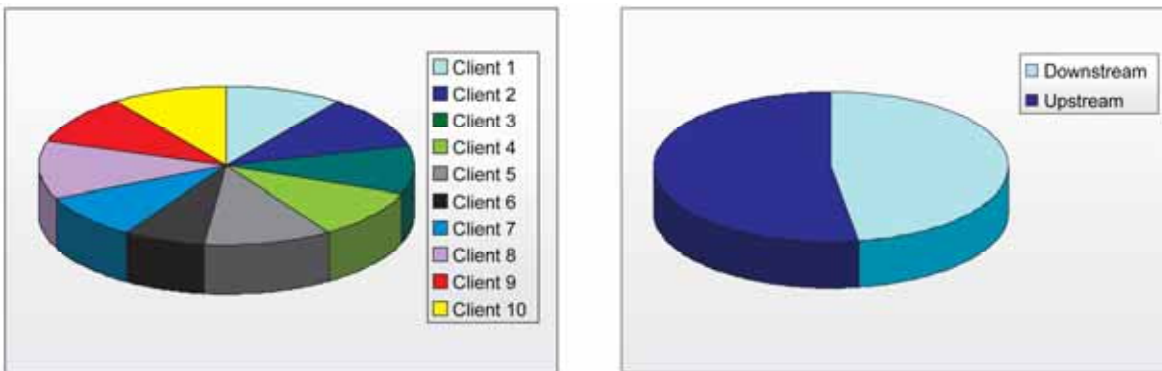 Client 1
Client 2
Client 3
Client 4
Client 5
Client 6
Client 7
Client 8
Client 9
Client 10
Downstream
Upstream